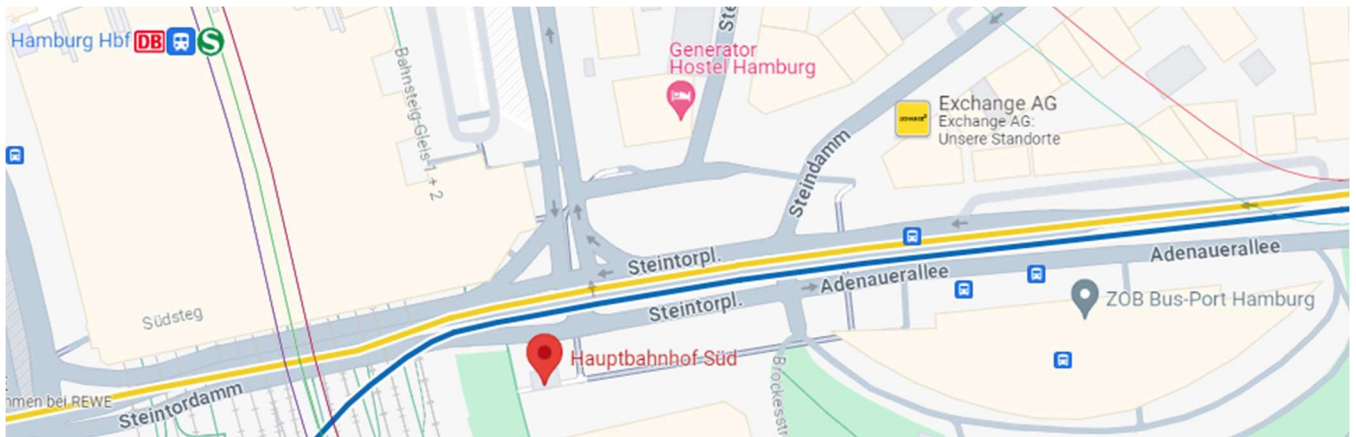 Hamburg Hbf DB S
Bahnsteig-Gleis 1 + 2
Generator
Hostel Hamburg
Exchange AG
Exchange AG:
Unsere Standorte
Steindamm
Steintorpl.
Adenauerallee
Adenauerallee
ZOB Bus-Port Hamburg
Steintorpl.
Südsteg
Hauptbahnhof Süd
bei REWE
Steintordamm